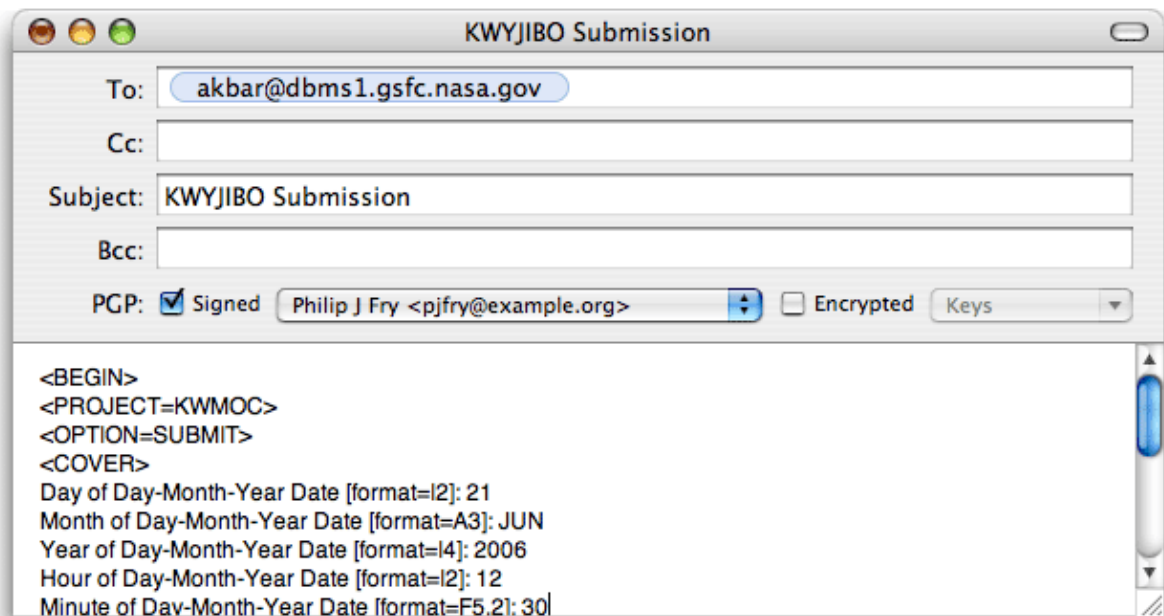 KWYJIBO Submission
To: akbar@dbms1.gsfc.nasa.gov
Cc:
Subject: KWYJIBO Submission
Bcc:
PGP: Signed Philip J Fry <pjfry@example.org> Encrypted Keys
<BEGIN>
<PROJECT=KWMOC>
<OPTION=SUBMIT>
<COVER>
Day of Day-Month-Year Date [format=I2]: 21
Month of Day-Month-Year Date [format=A3]: JUN
Year of Day-Month-Year Date [format=I4]: 2006
Hour of Day-Month-Year Date [format=I2]: 12
Minute of Day-Month-Year Date [format=F5.2]: 30